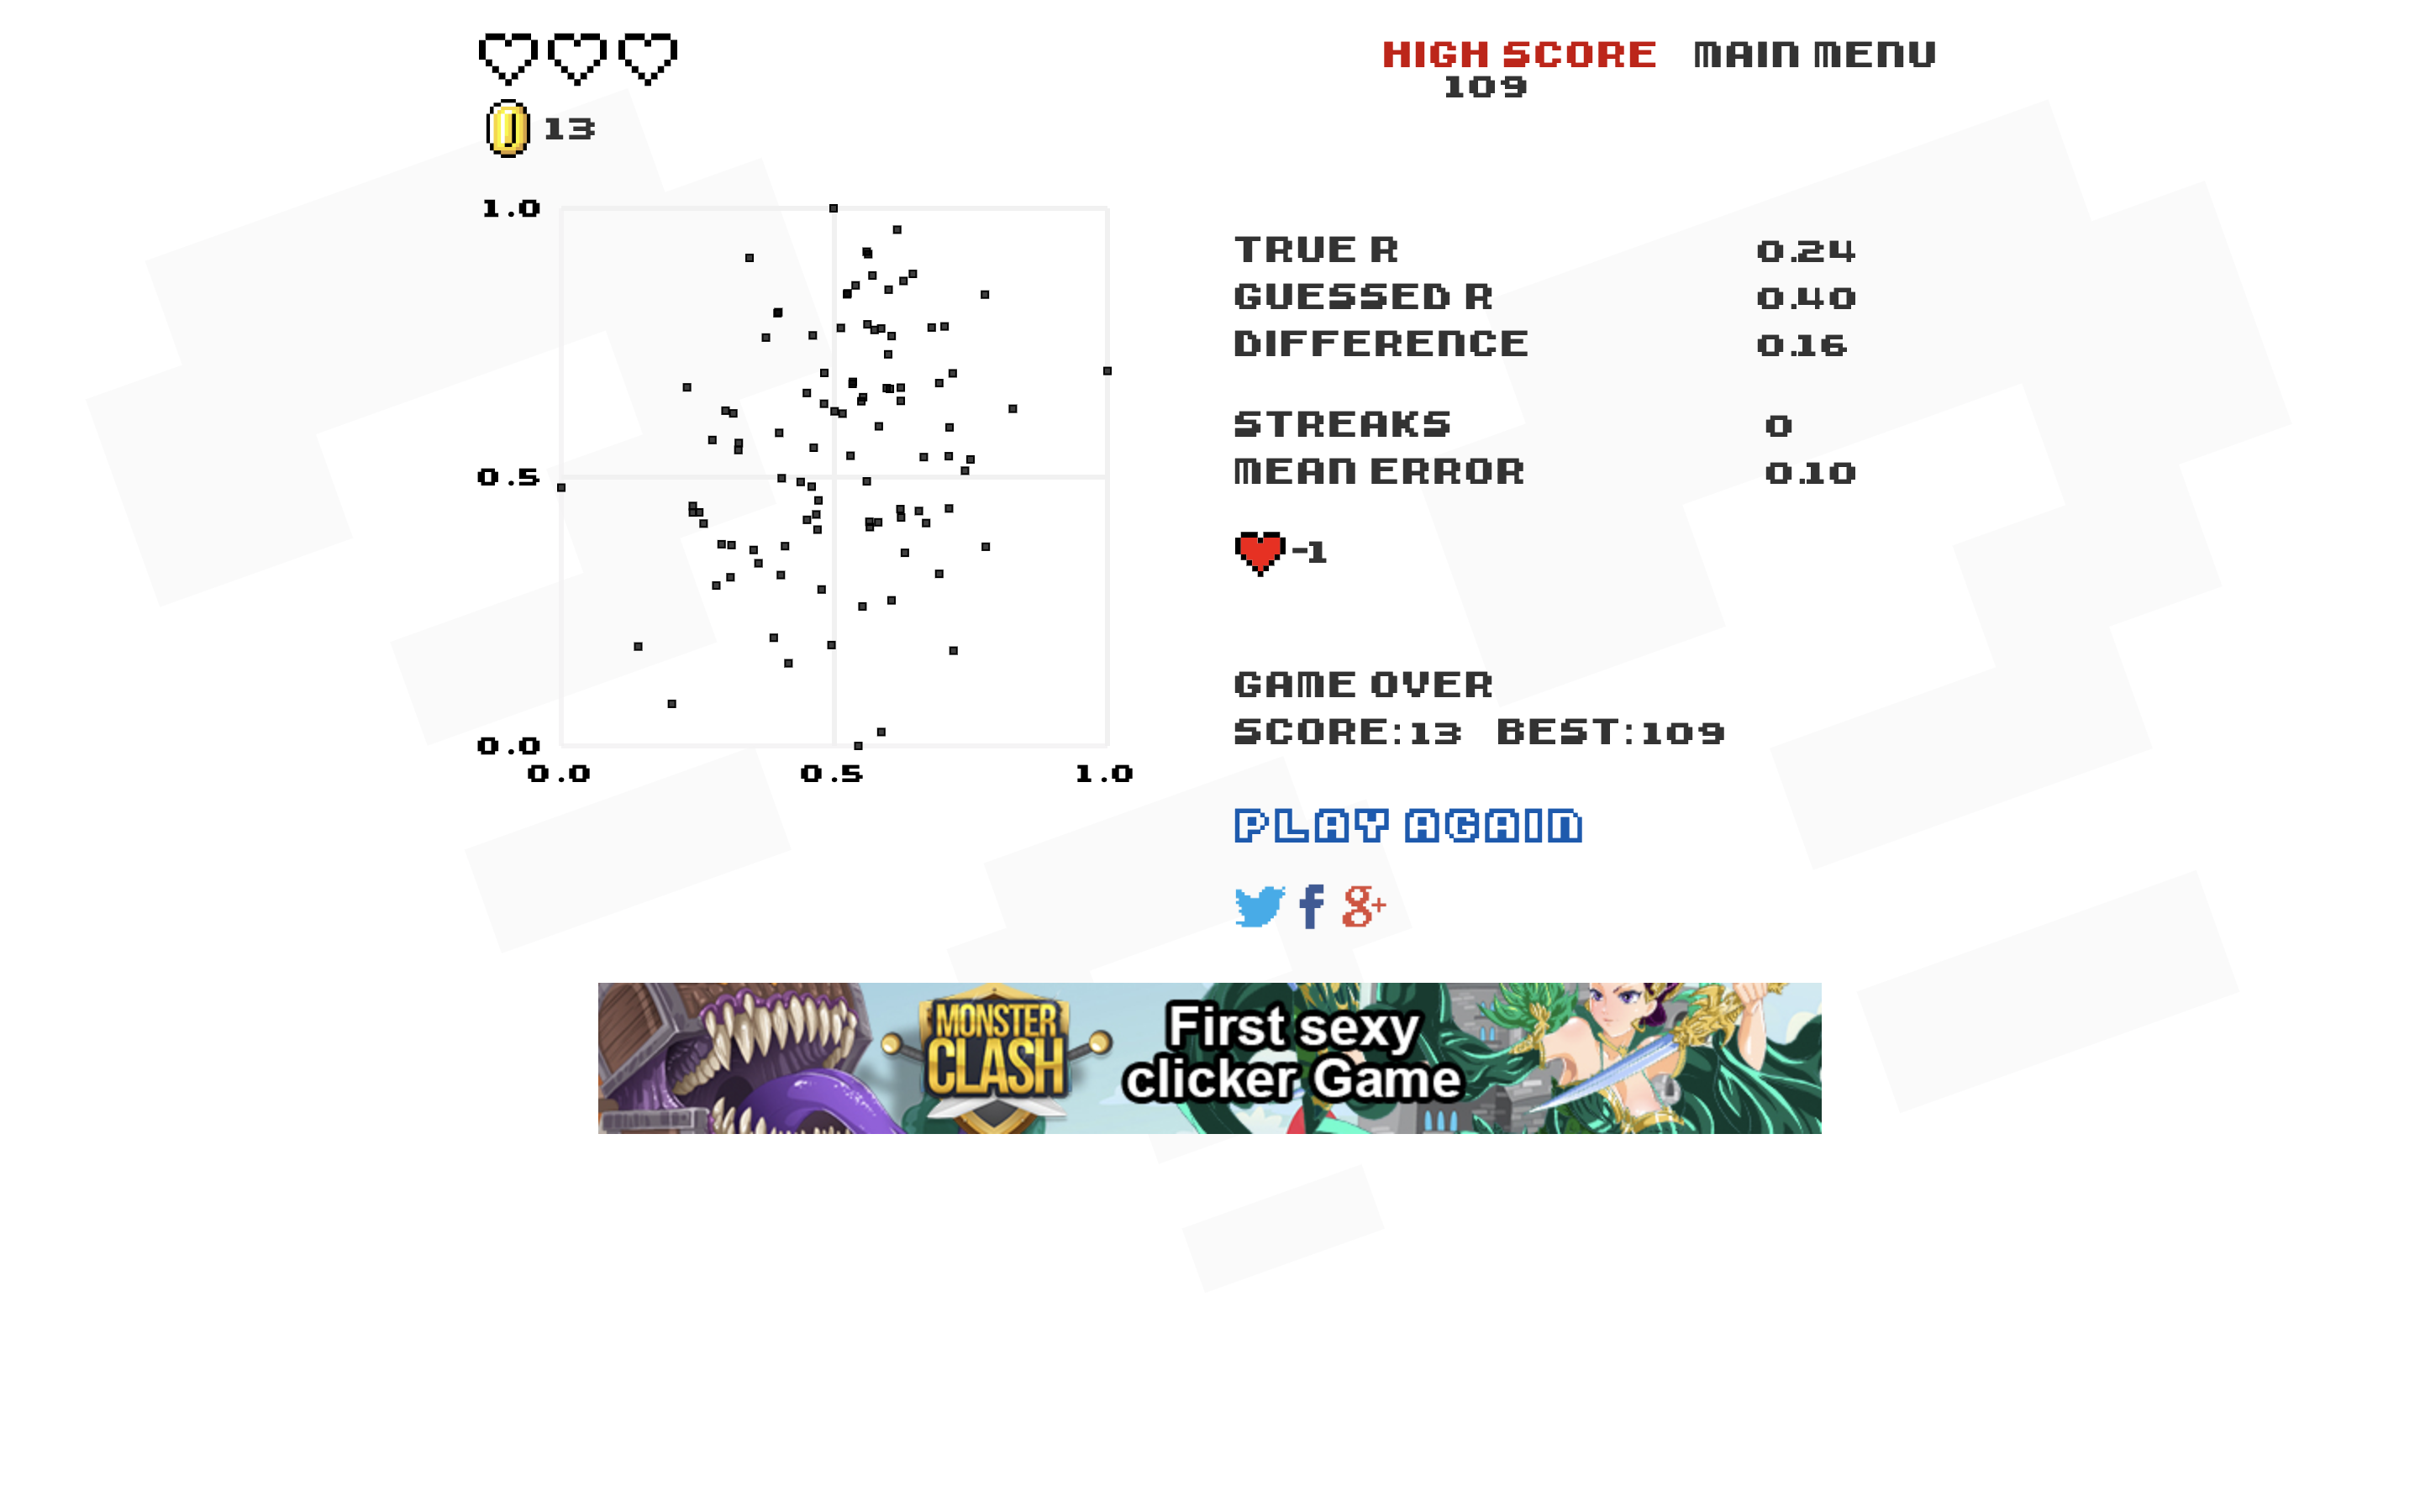 HIGH SCORE MAIN MENU
109
13
1.0
0.5
0.0
0.0 0.5 1.0
TRUE R 0.24
GUESSED R 0.40
DIFFERENCE 0.16
STREAKS 0
MEAN ERROR 0.10
-1
GAME OVER
SCORE:13 BEST:109
PLAY AGAIN
f g+
MONSTER
CLASH
First sexy
clicker Game